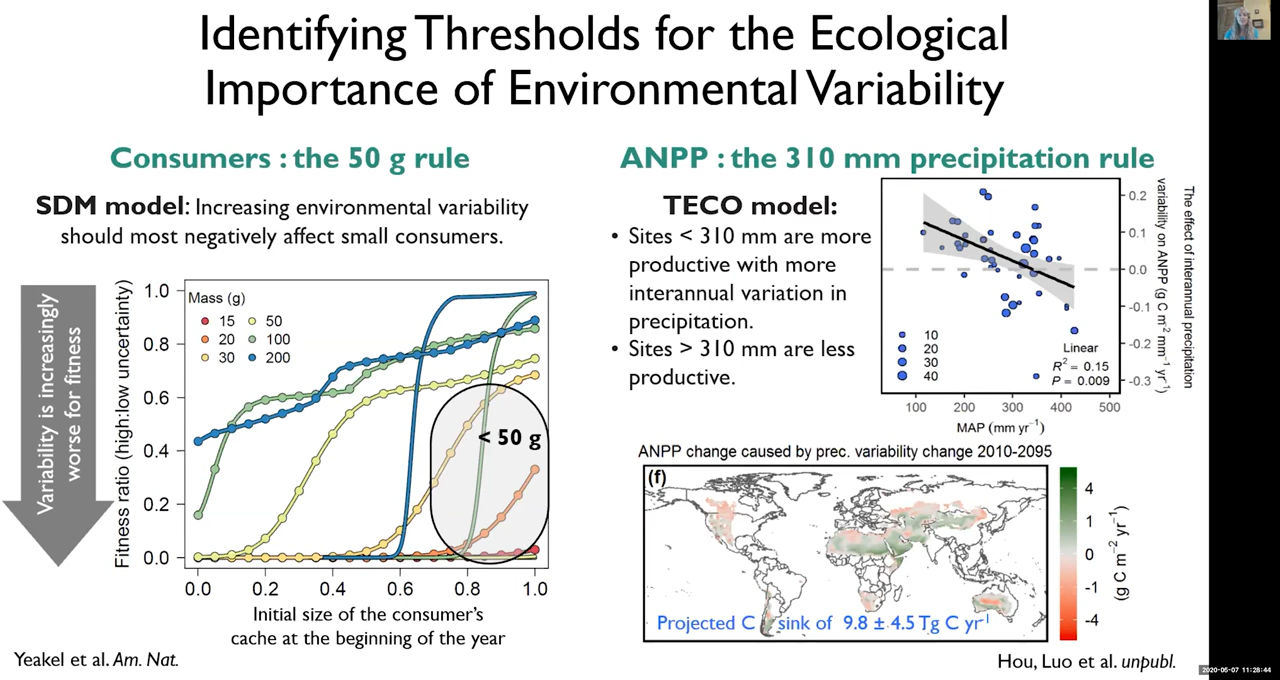 Identifying Thresholds for the Ecological
Importance of Environmental Variability
Consumers : the 50 g rule
SDM model: Increasing environmental variability
should most negatively affect small consumers.
Variability is increasingly
worse for fitness
Fitness ratio (high:low uncertainty)
1.0
0.8
0.6
0.4
0.2
0.0
Mass (g)
15 50
20 100
30 200
< 50 g
0.0 0.2 0.4 0.6 0.8 1.0
Initial size of the consumer's
cache at the beginning of the year
Yeakel et al. Am. Nat.
ANPP : the 310 mm precipitation rule
TECO model:
• Sites < 310 mm are more
productive with more
interannual variation in
precipitation.
• Sites > 310 mm are less
productive.
0.2
0.1
0.0
-0.1
-0.2
-0.3
The effect of interannual precipitation
variability on ANPP (g C m⁻² mm⁻¹ yr⁻¹)
10
20
30
40
Linear
R² = 0.15
P = 0.009
100 200 300 400 500
MAP (mm yr⁻¹)
ANPP change caused by prec. variability change 2010-2095
(f)
4
2
0
-1
-4
(g C m⁻² yr⁻¹)
Projected C sink of 9.8 ± 4.5 Tg C yr⁻¹
Hou, Luo et al. unpubl.
2020-05-07 11:28:44